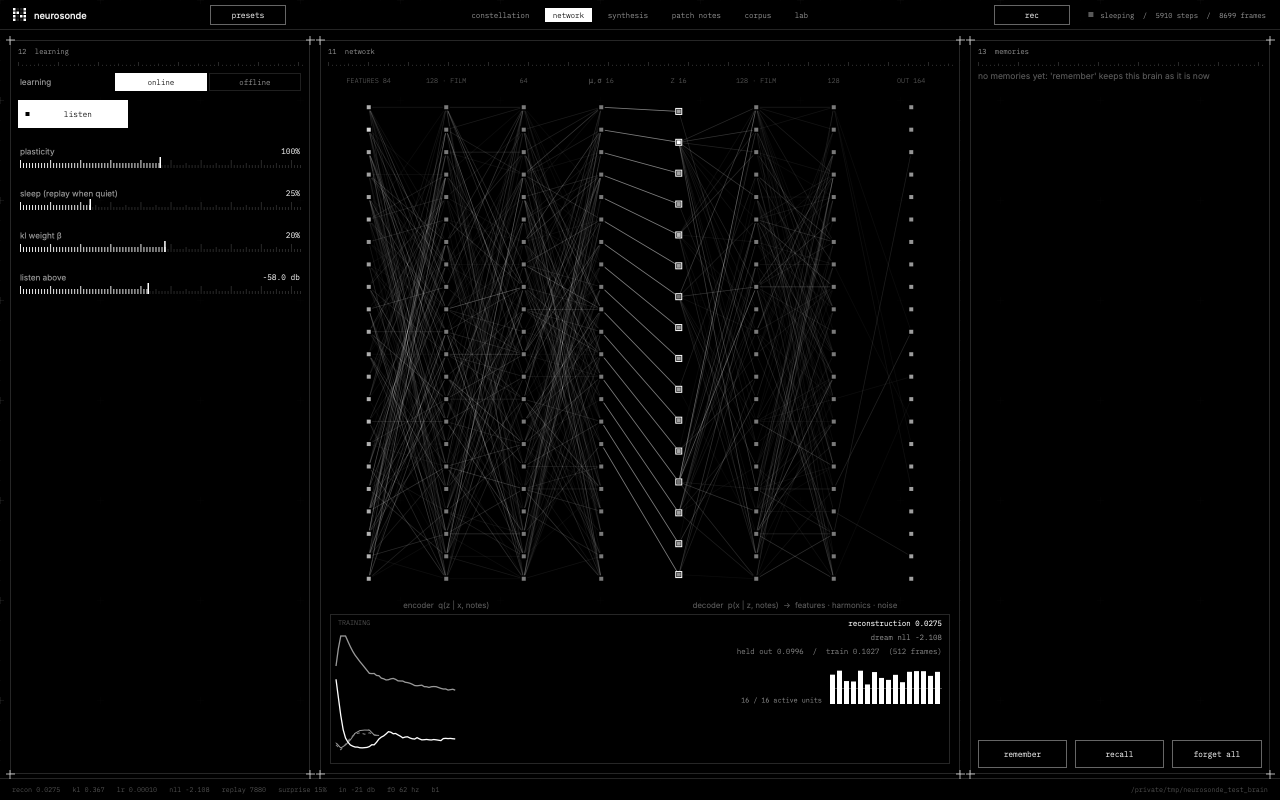 neurosonde
presets
constellation network synthesis patch notes corpus lab
rec
sleeping / 5910 steps / 8699 frames
12 learning
learning online offline
listen
plasticity 100%
sleep (replay when quiet) 25%
kl weight β 20%
listen above -58.0 db
11 network
FEATURES 84 128 · FILM 64 μ,σ 16 Z 16 128 · FILM 128 OUT 164
encoder q(z | x, notes) decoder p(x | z, notes) → features · harmonics · noise
TRAINING
reconstruction 0.0275
dream nll -2.108
held out 0.0996 / train 0.1027 (512 frames)
16 / 16 active units
13 memories
no memories yet: 'remember' keeps this brain as it is now
remember recall forget all
recon 0.0275 kl 0.367 lr 0.00010 nll -2.108 replay 7080 surprise 15% in -21 db f0 62 hz b1
/private/tmp/neurosonde_test_brain